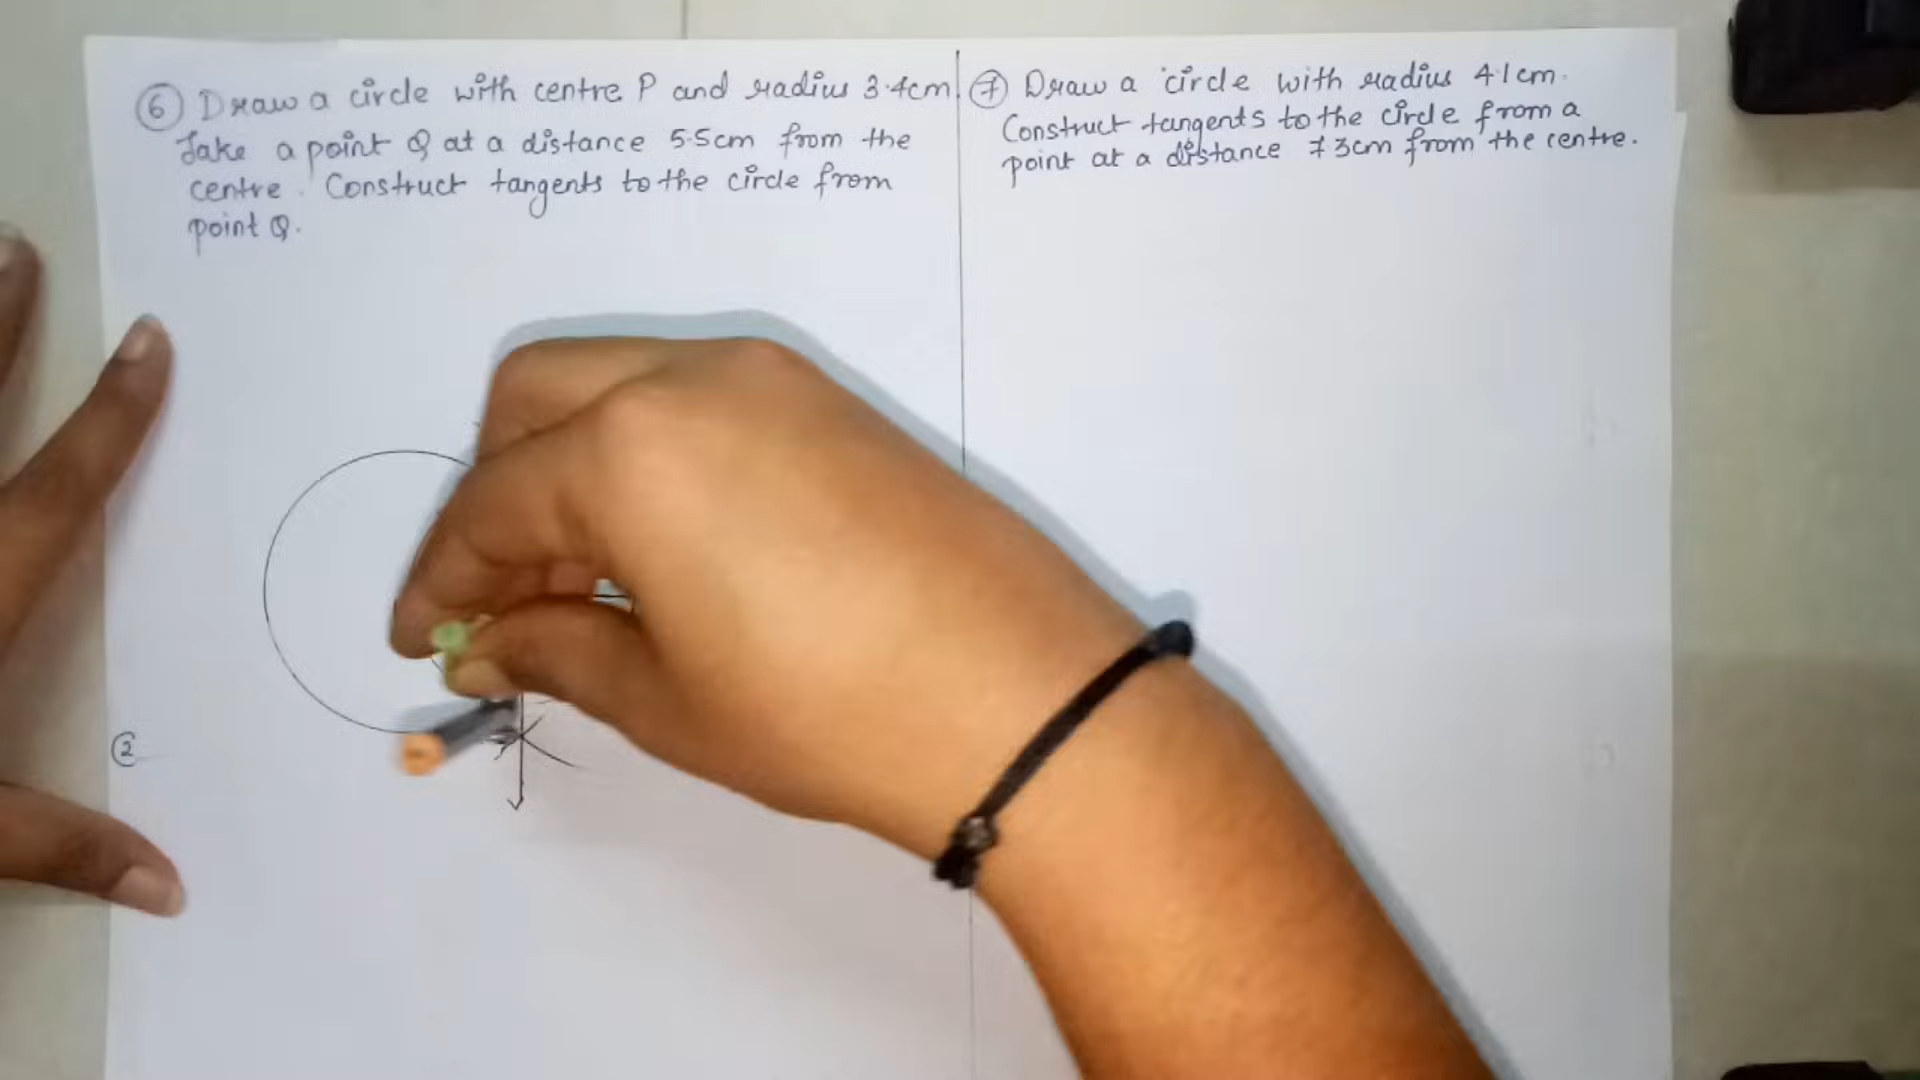 6 Draw a circle with centre P and radius 3.4cm
Take a point Q at a distance 5.5cm from the
centre. Construct tangents to the circle from
point Q.
7 Draw a circle with radius 4.1cm.
Construct tangents to the circle from a
point at a distance 7.3cm from the centre.
2